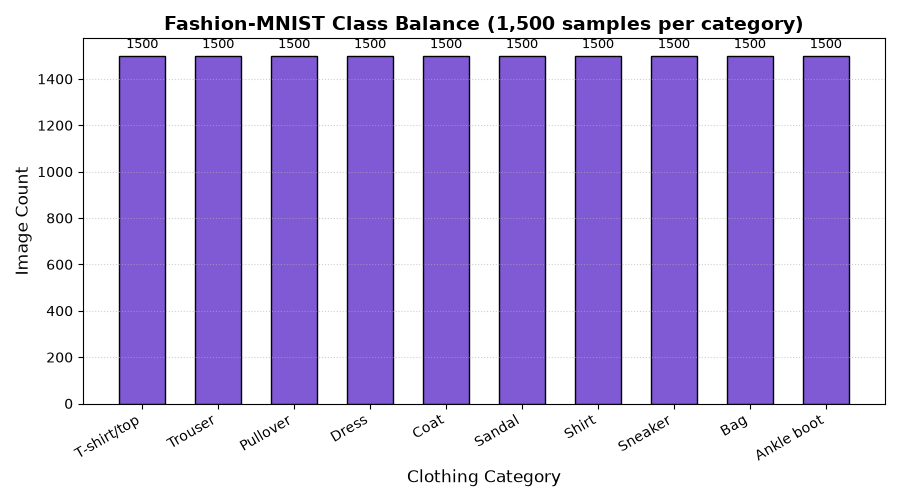 Fashion-MNIST Class Balance (1,500 samples per category)
1500 1500 1500 1500 1500 1500 1500 1500 1500 1500
1400
1200
1000
800
600
400
200
0
Image Count
T-shirt/top Trouser Pullover Dress Coat Sandal Shirt Sneaker Bag Ankle boot
Clothing Category